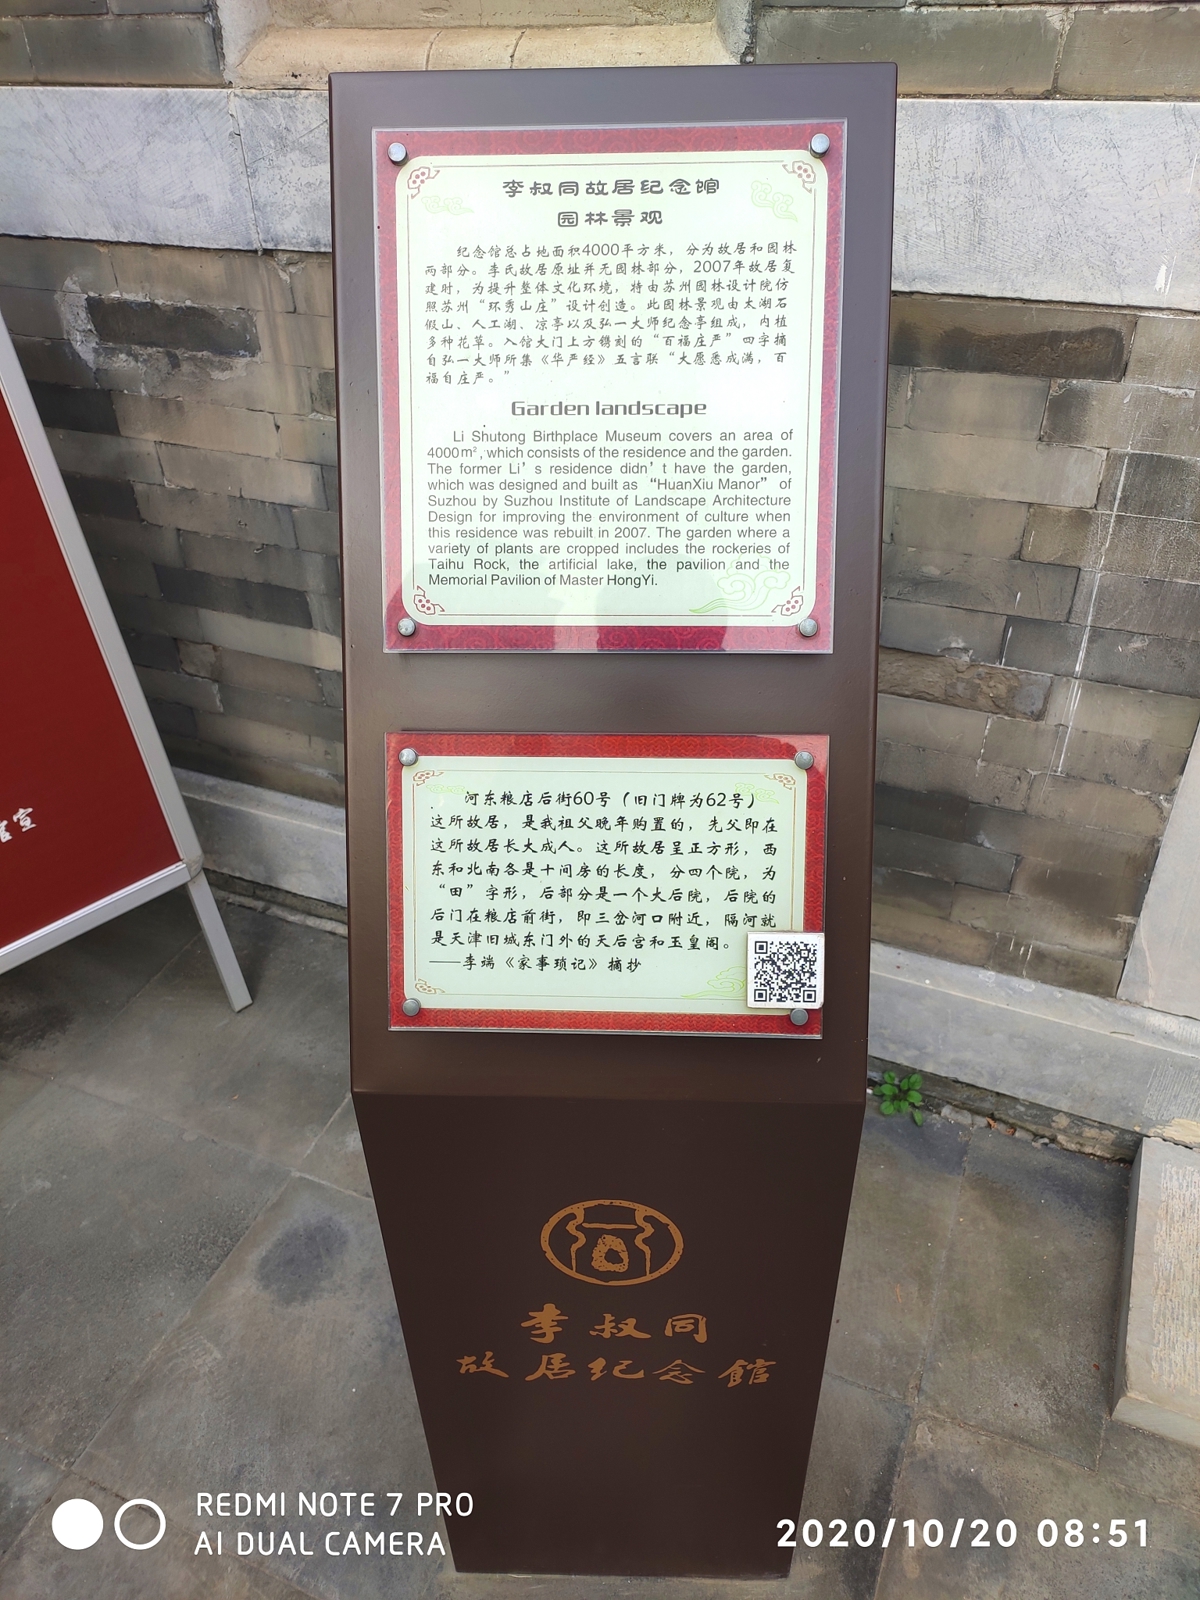 李叔同故居纪念馆
园林景观
纪念馆总占地面积4000平方米，分为故居和园林
两部分。李氏故居原址并无园林部分，2007年故居复
建时，为提升整体文化环境，特由苏州园林设计院仿
照苏州“环秀山庄”设计创造。此园林景观由太湖石
假山、人工湖、凉亭以及弘一大师纪念亭组成，内植
多种花草。入馆大门上方镌刻的“百福庄严”四字摘
自弘一大师所集《华严经》五言联“大愿悉成满，百
福自庄严。”
Garden landscape
Li Shutong Birthplace Museum covers an area of
4000m², which consists of the residence and the garden.
The former Li’s residence didn’t have the garden,
which was designed and built as “HuanXiu Manor” of
Suzhou by Suzhou Institute of Landscape Architecture
Design for improving the environment of culture when
this residence was rebuilt in 2007. The garden where a
variety of plants are cropped includes the rockeries of
Taihu Rock, the artificial lake, the pavilion and the
Memorial Pavilion of Master HongYi.
河东粮店后街60号（旧门牌为62号）
这所故居，是我祖父晚年购置的，先父即在
这所故居长大成人。这所故居呈正方形，西
东和北南各是十间房的长度，分四个院，为
“田”字形，后部分是一个大后院，后院的
后门在粮店前街，即三岔河口附近，隔河就
是天津旧城东门外的天后宫和玉皇阁。
——李端《家事琐记》摘抄
李叔同
故居纪念館
宣
REDMI NOTE 7 PRO
AI DUAL CAMERA
2020/10/20 08:51